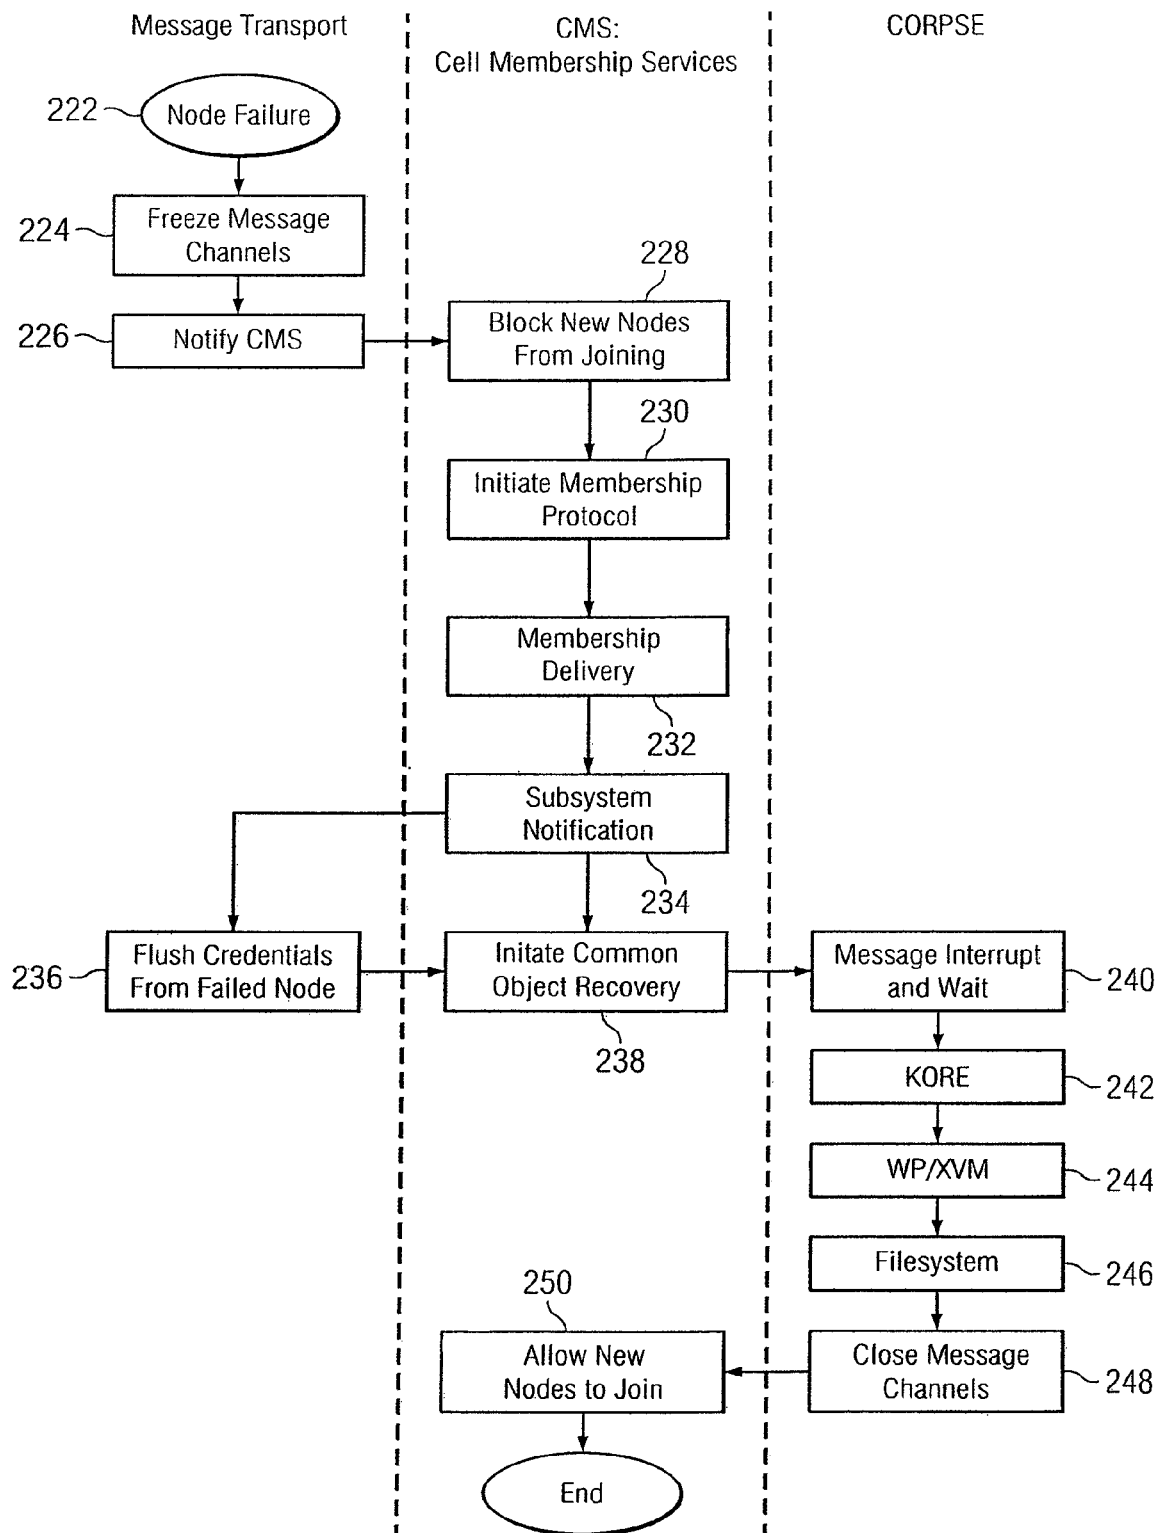 Message Transport
CMS:
Cell Membership Services
CORPSE
222
Node Failure
224
Freeze Message
Channels
226
Notify CMS
228
Block New Nodes
From Joining
230
Initiate Membership
Protocol
Membership
Delivery
232
Subsystem
Notification
234
236
Flush Credentials
From Failed Node
Initate Common
Object Recovery
238
Message Interrupt
and Wait
240
KORE
242
WP/XVM
244
Filesystem
246
Close Message
Channels
248
250
Allow New
Nodes to Join
End